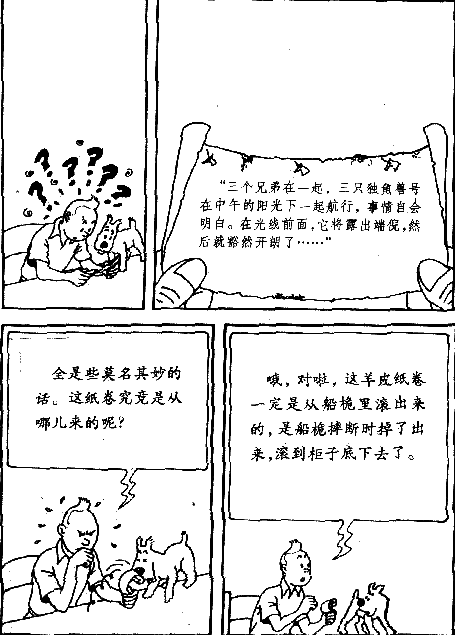 ? ? ? ? ? ?
“三个兄弟在一起，三只独角兽号
在中午的阳光下一起航行，事情自会
明白。在光线前面，它将露出端倪，然
后就豁然开朗了……”
全是些莫名其妙的
话。这纸卷究竟是从
哪儿来的呢？
哦，对啦，这羊皮纸卷
一定是从船桅里滚出来
的，是船桅摔断时掉了出
来，滚到柜子底下去了。